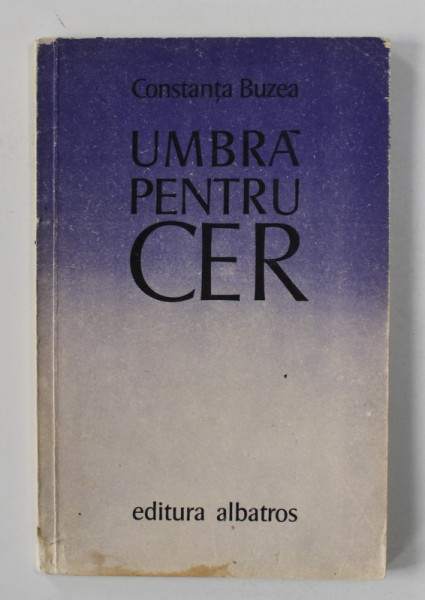 Constanța Buzea
UMBRĂ
PENTRU
CER
editura albatros